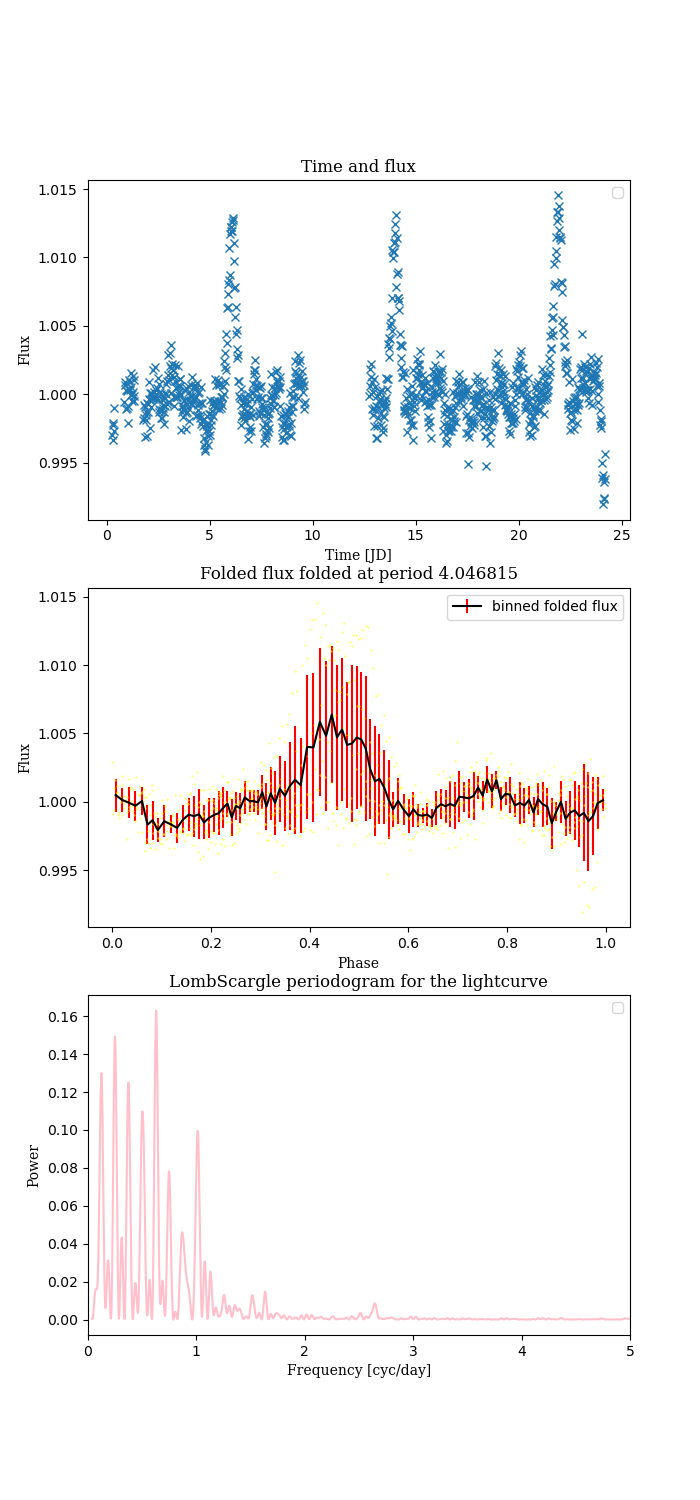 Time and flux
1.015
1.010
1.005
1.000
0.995
Flux
0 5 10 15 20 25
Time [JD]
Folded flux folded at period 4.046815
binned folded flux
1.015
1.010
1.005
1.000
0.995
Flux
0.0 0.2 0.4 0.6 0.8 1.0
Phase
LombScargle periodogram for the lightcurve
0.16
0.14
0.12
0.10
0.08
0.06
0.04
0.02
0.00
Power
0 1 2 3 4 5
Frequency [cyc/day]